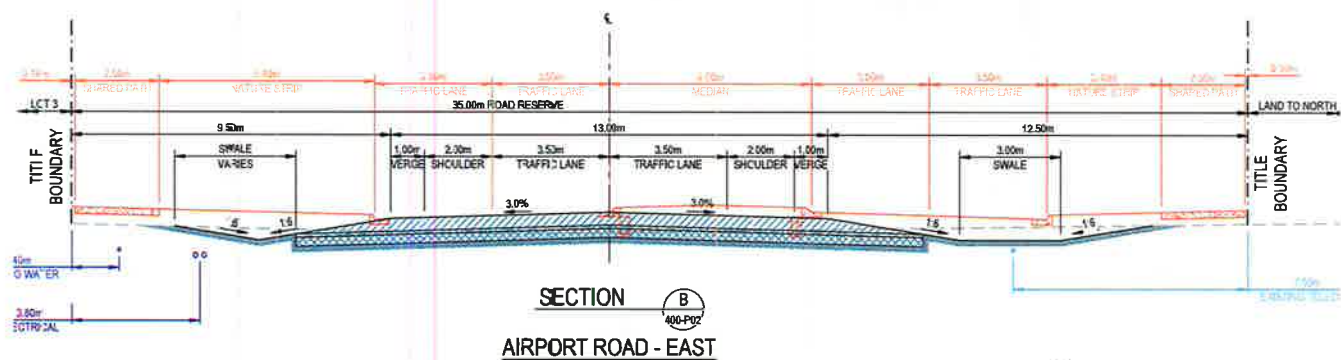 ℄
2.50m
3.50m
3.50m
SHARED PATH
NATURE STRIP
TRAFFIC LANE
TRAFFIC LANE
MEDIAN
TRAFFIC LANE
TRAFFIC LANE
NATURE STRIP
SHARED PATH
LCT 3
35.00m ROAD RESERVE
LAND TO NORTH
9.50m
13.00m
12.50m
TITLE BOUNDARY
SWALE
VARIES
1.00m
VERGE
2.00m
SHOULDER
3.50m
TRAFFIC LANE
3.50m
TRAFFIC LANE
2.00m
SHOULDER
1.00m
VERGE
3.00m
SWALE
TITLE BOUNDARY
3.0%
3.0%
1:6
1:6
1:6
40m
WATER
3.80m
ECTRICAL
SECTION
B
400-P02
AIRPORT ROAD - EAST